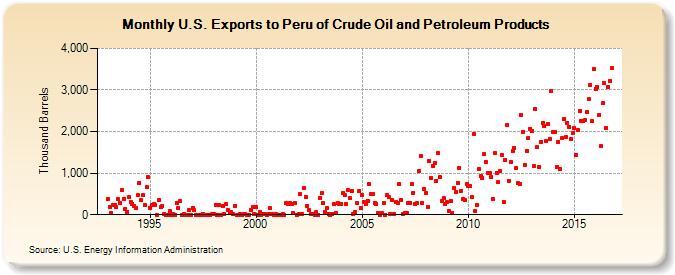 Monthly U.S. Exports to Peru of Crude Oil and Petroleum Products
Thousand Barrels
4,000
3,000
2,000
1,000
0
1995 2000 2005 2010 2015
Source: U.S. Energy Information Administration